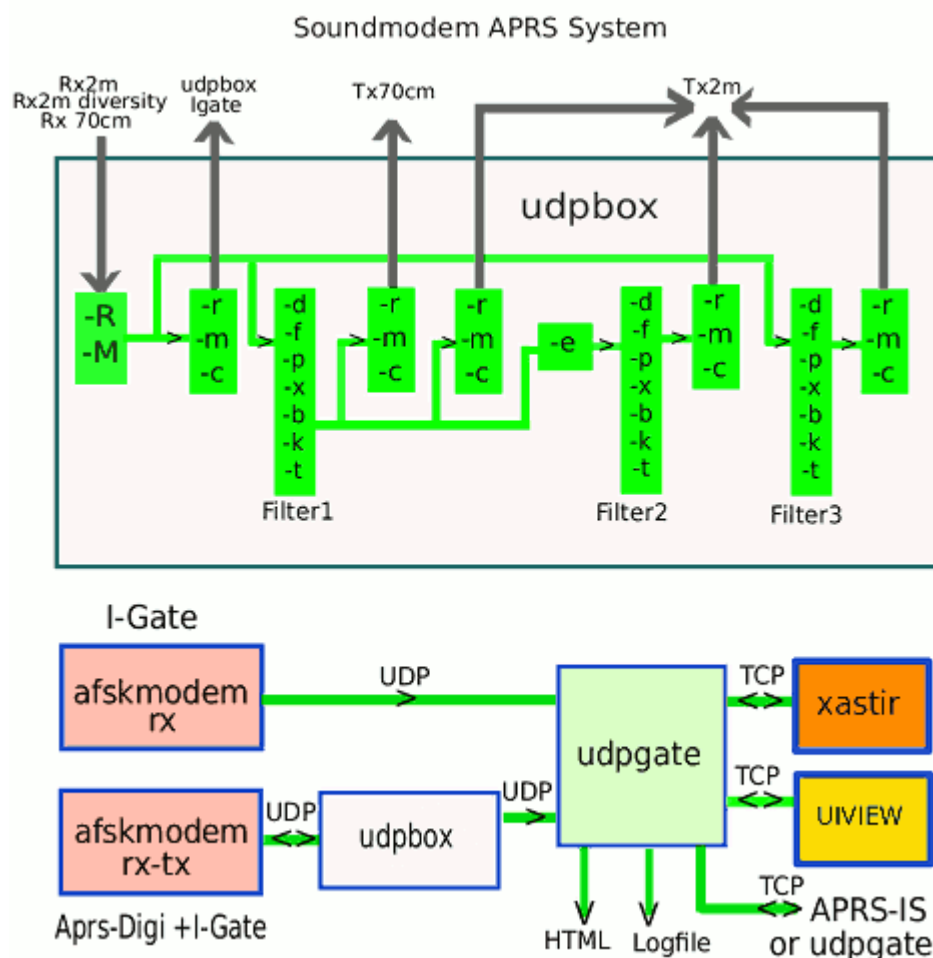 Soundmodem APRS System
Rx2m
Rx2m diversity
Rx 70cm
udpbox
Igate
Tx70cm
Tx2m
udpbox
-R
-M
-r
-m
-c
-d
-f
-p
-x
-b
-k
-t
Filter1
-r
-m
-c
-r
-m
-c
-e
-d
-f
-p
-x
-b
-k
-t
Filter2
-r
-m
-c
-d
-f
-p
-x
-b
-k
-t
Filter3
-r
-m
-c
I-Gate
afskmodem
rx
UDP
udpgate
TCP
xastir
afskmodem
rx-tx
UDP
udpbox
UDP
TCP
UIVIEW
Aprs-Digi +I-Gate
HTML
Logfile
TCP
APRS-IS
or udpgate